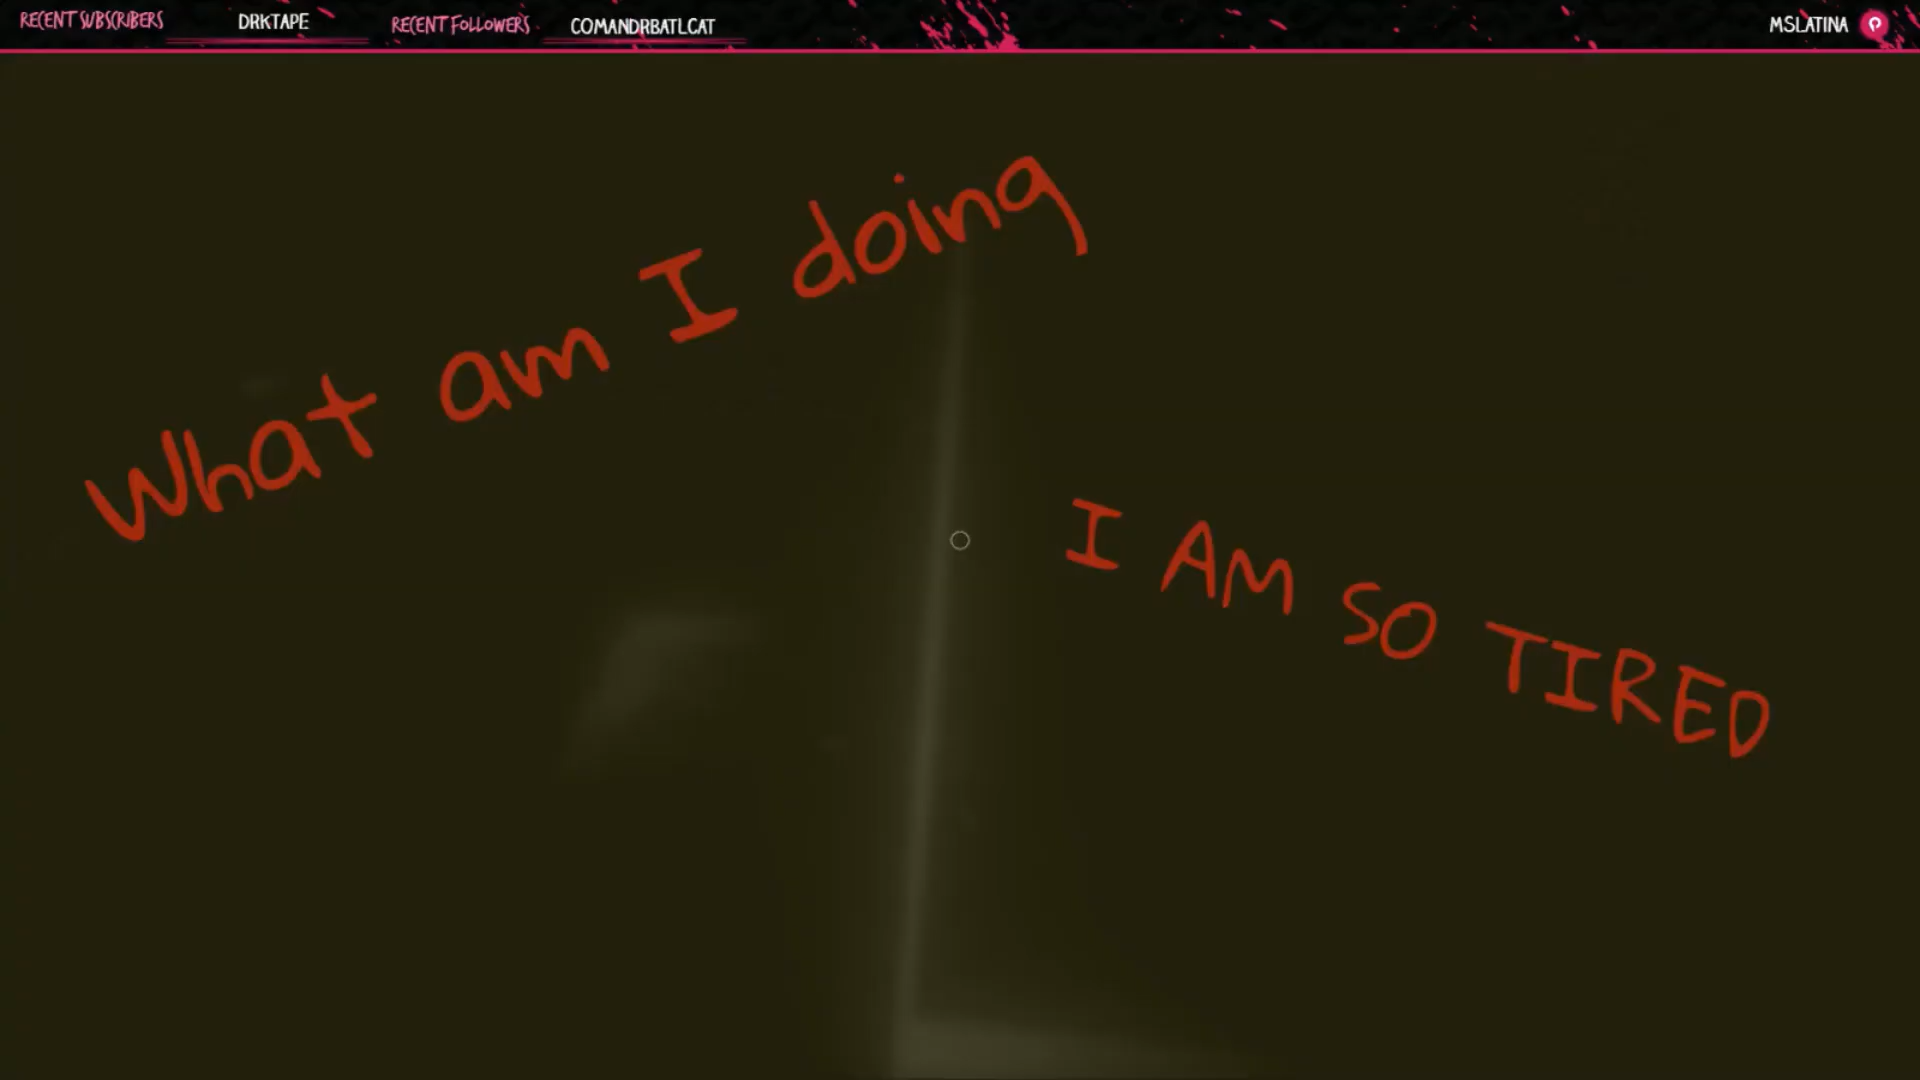 RECENT SUBSCRIBERS DRKTAPE RECENT FOLLOWERS COMANDRBATLCAT MSLATINA
What am I doing
I AM SO TIRED